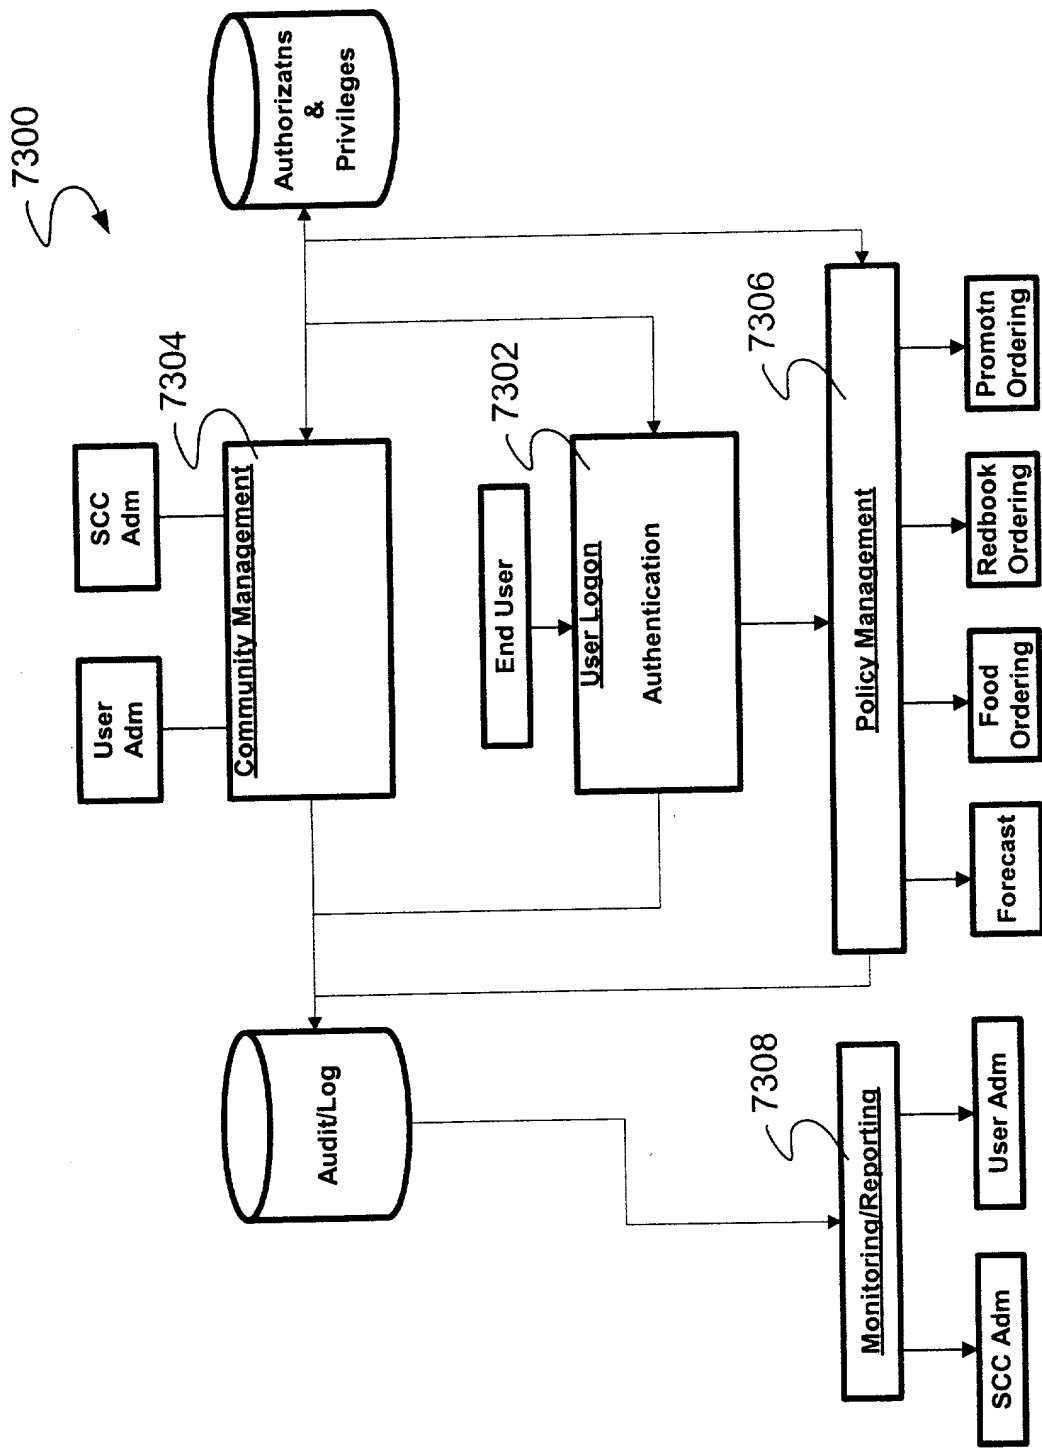 7300
User
Adm
SCC
Adm
7304
Community Management
Audit/Log
Authorizatns
&
Privileges
End User
7302
User Logon
Authentication
7308
Monitoring/Reporting
7306
Policy Management
SCC Adm
User Adm
Forecast
Food
Ordering
Redbook
Ordering
Promotn
Ordering